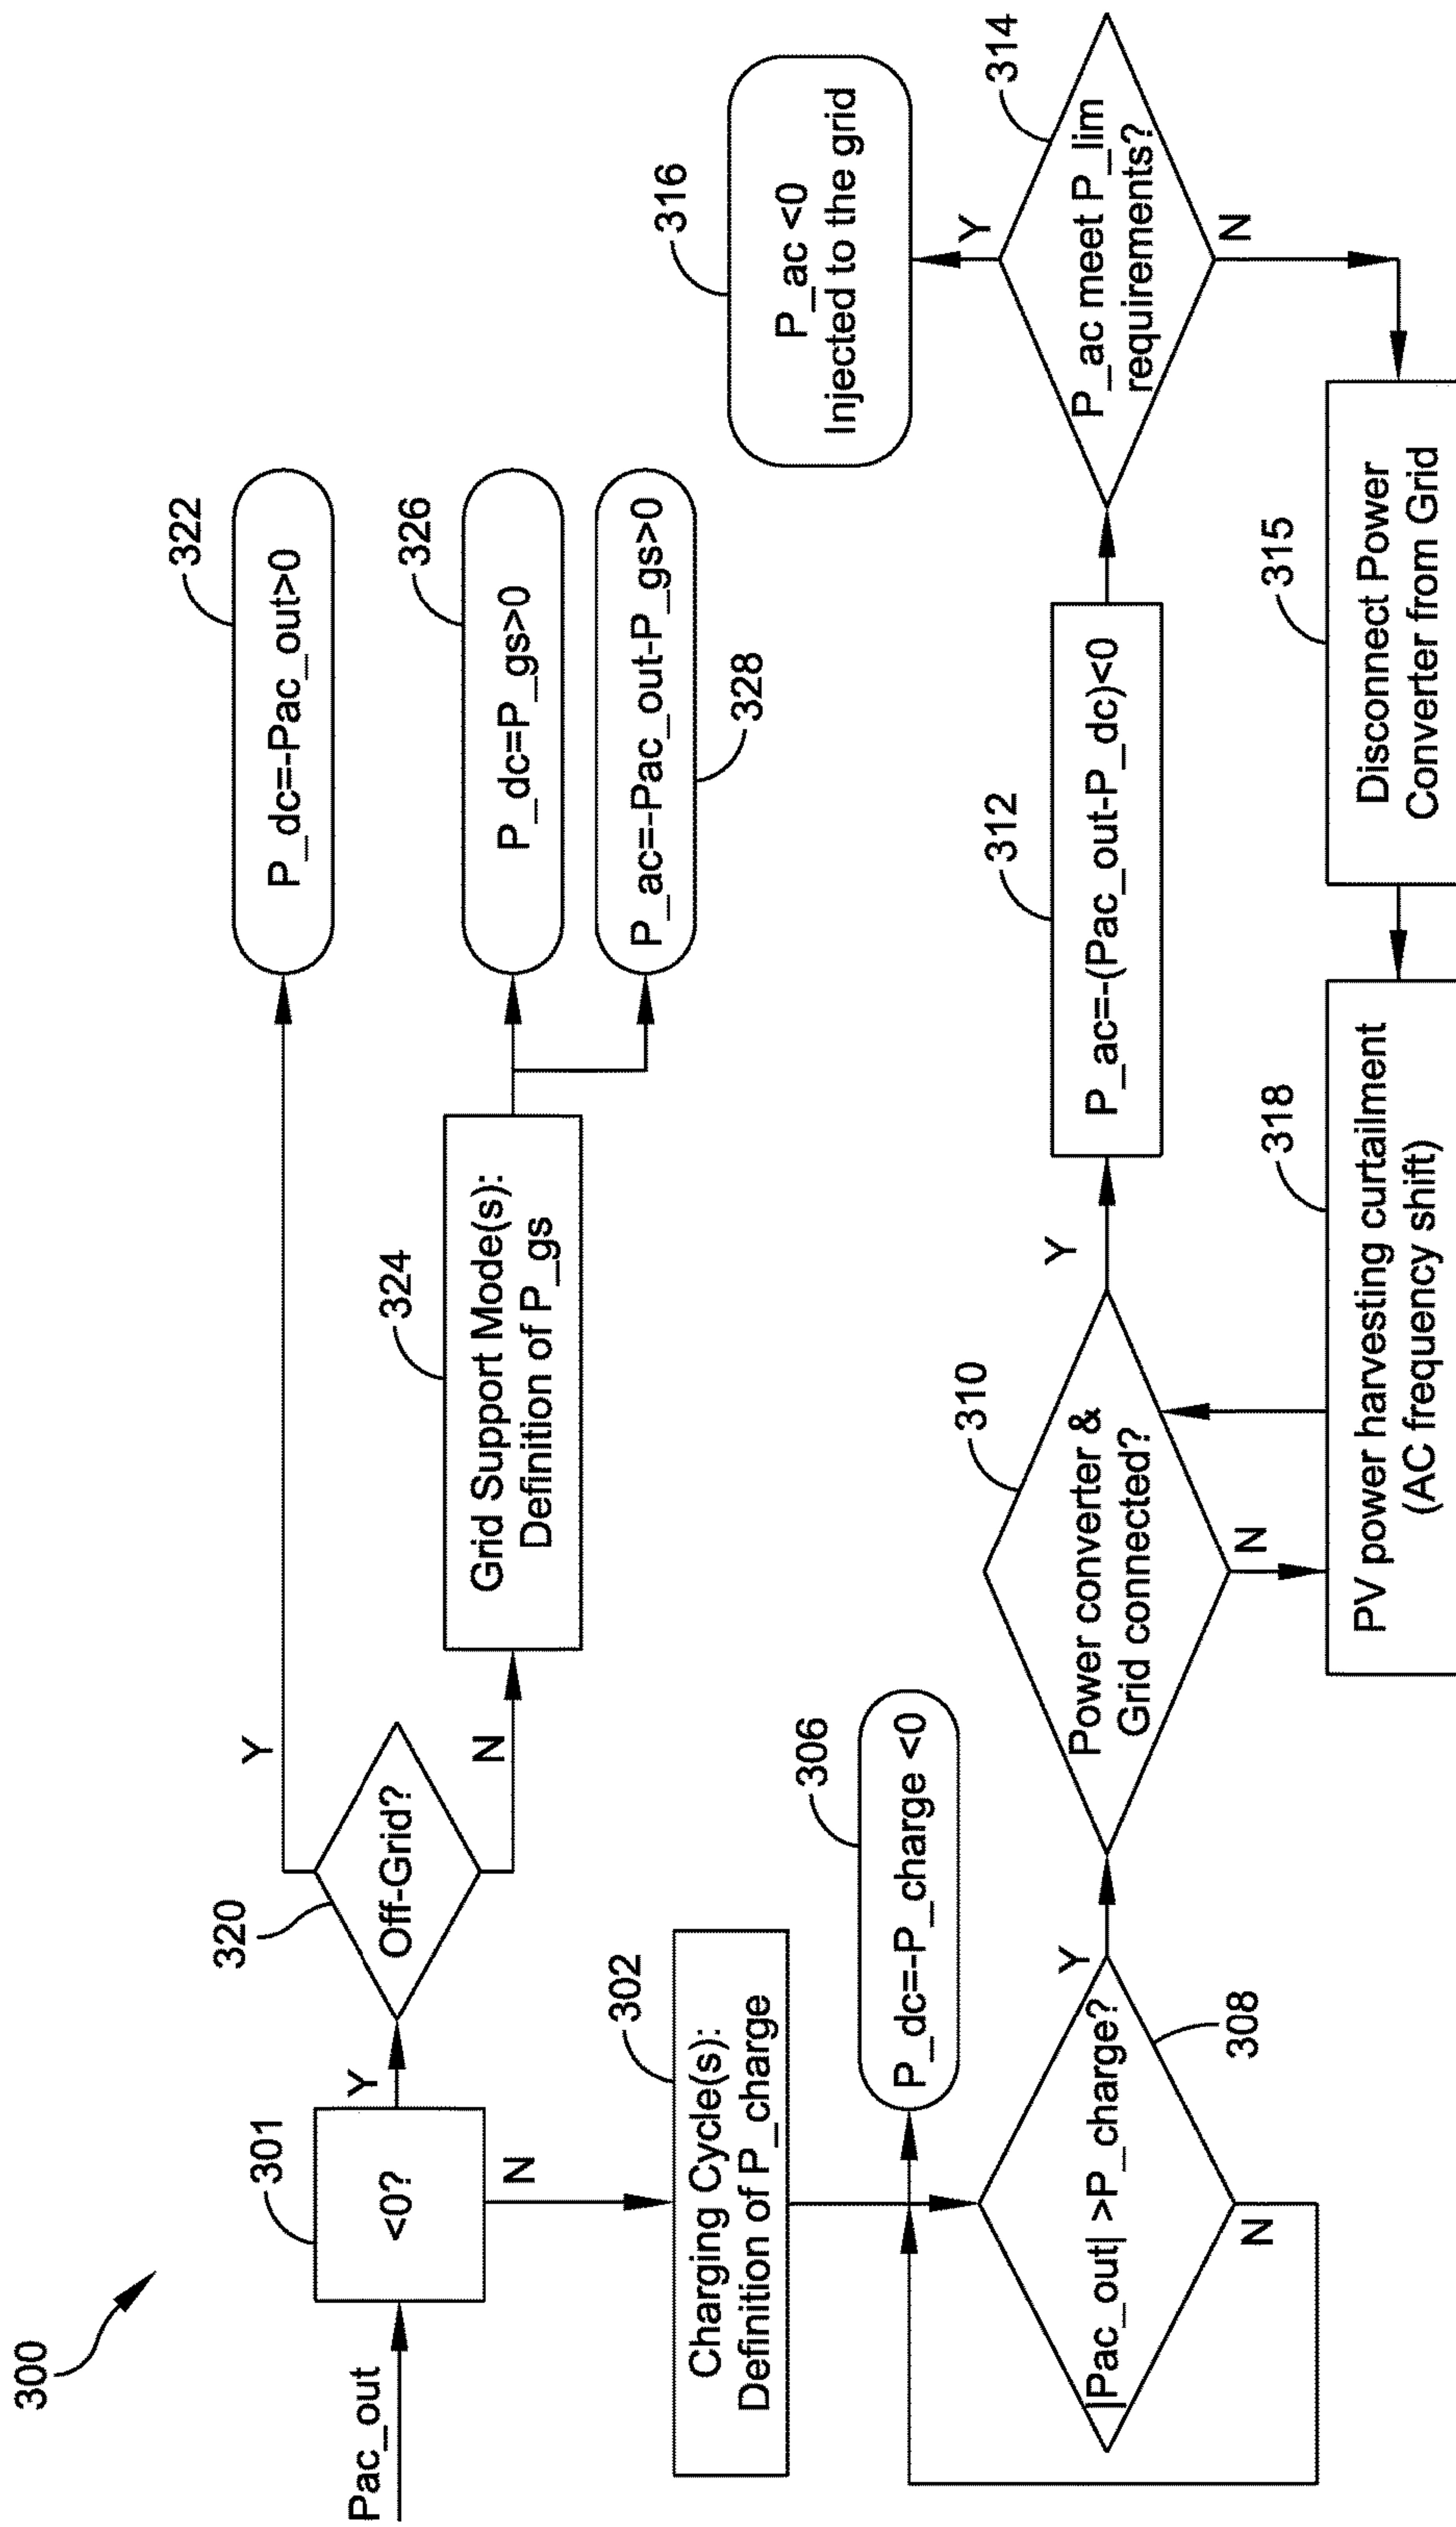 300
Pac_out
301
<0?
Y
N
320
Off-Grid?
Y
N
322
P_dc=-Pac_out>0
324
Grid Support Mode(s):
Definition of P_gs
326
P_dc=P_gs>0
P_ac=-Pac_out-P_gs>0
328
302
Charging Cycle(s):
Definition of P_charge
306
P_dc=-P_charge <0
|Pac_out| >P_charge?
308
Y
N
310
Power converter &
Grid connected?
Y
N
312
P_ac=-(Pac_out-P_dc)<0
314
P_ac meet P_lim
requirements?
Y
N
316
P_ac <0
Injected to the grid
315
Disconnect Power
Converter from Grid
318
PV power harvesting curtailment
(AC frequency shift)